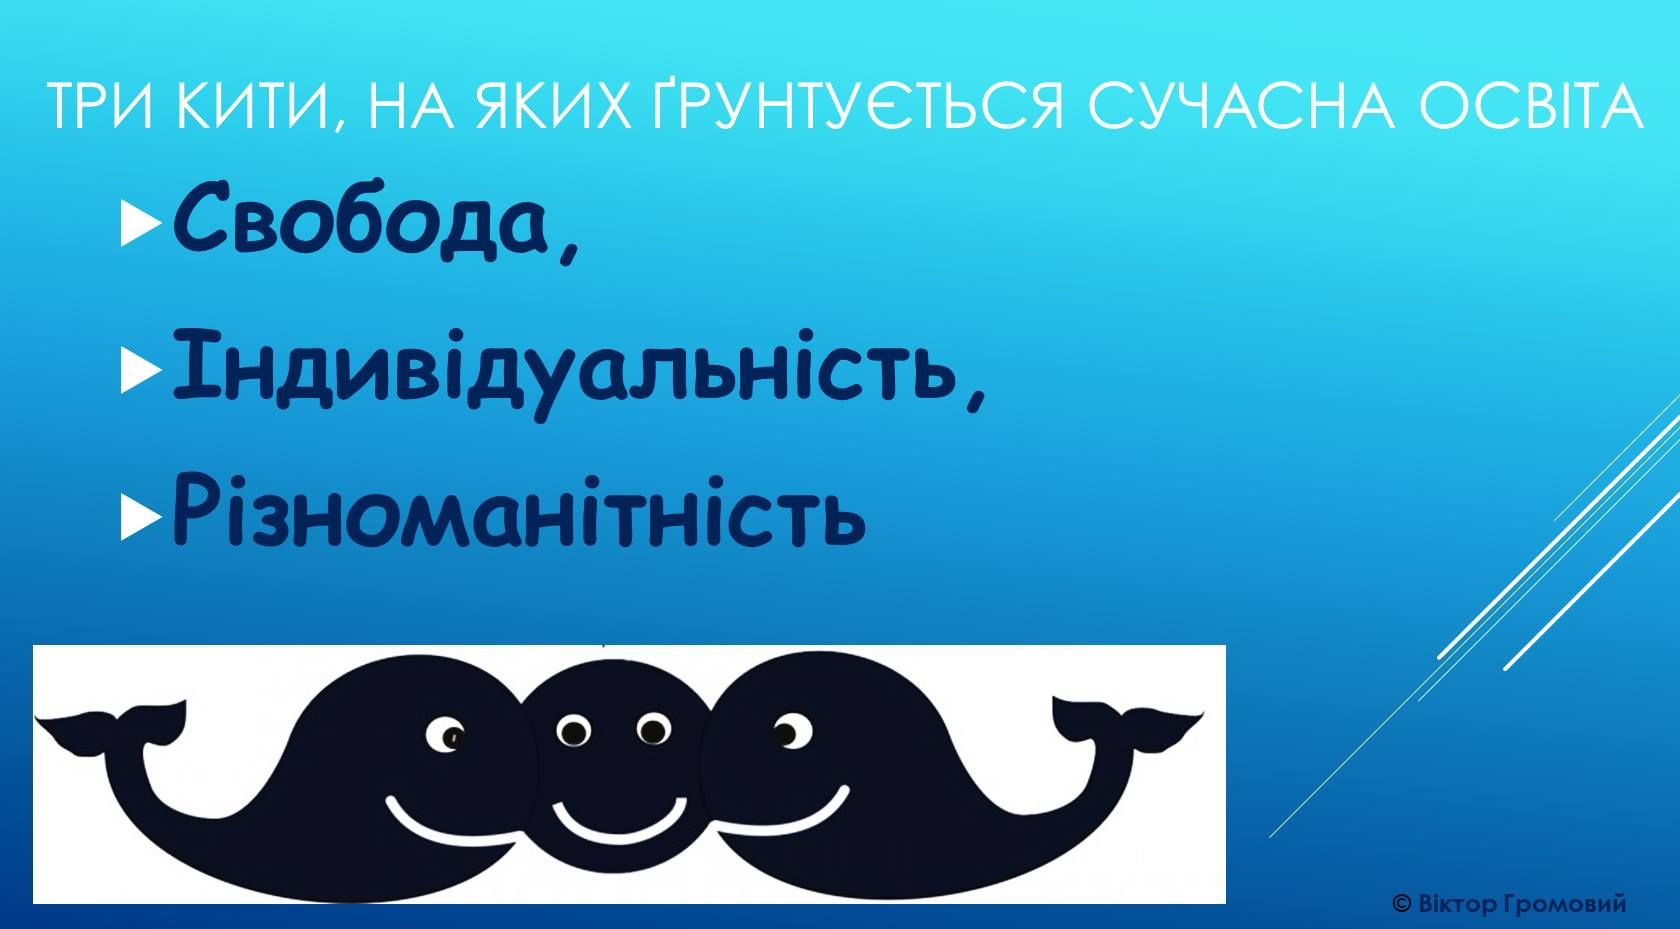 ТРИ КИТИ, НА ЯКИХ ҐРУНТУЄТЬСЯ СУЧАСНА ОСВІТА
Свобода,
Індивідуальність,
Різноманітність
© Віктор Громовий